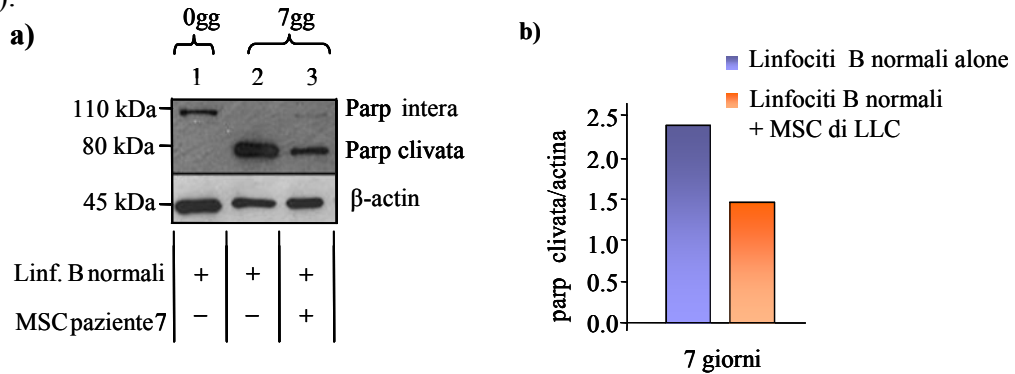 ).
a)
0gg 7gg
1 2 3
110 kDa Parp intera
80 kDa Parp clivata
45 kDa β-actin
Linf. B normali + + +
MSC paziente 7 – – +
b)
Linfociti B normali alone
Linfociti B normali
+ MSC di LLC
parp clivata/actina
2.5
2.0
1.5
1.0
0.5
0.0
7 giorni